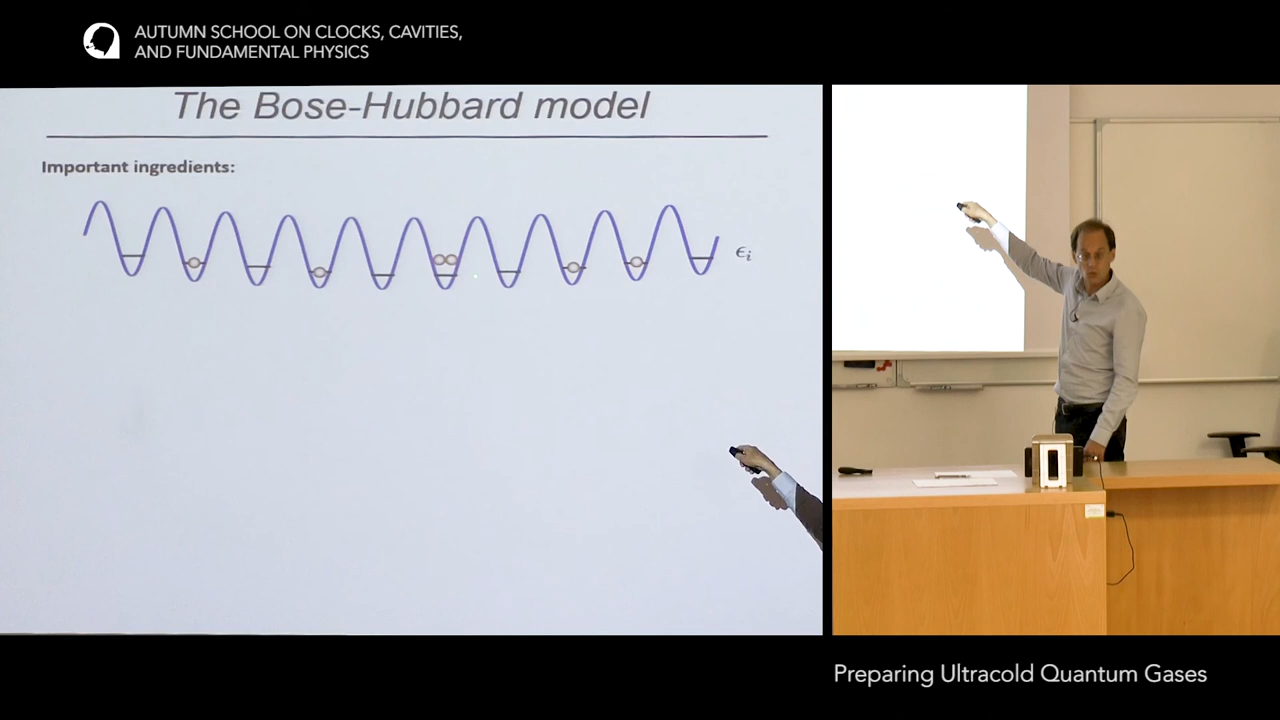 AUTUMN SCHOOL ON CLOCKS, CAVITIES,
AND FUNDAMENTAL PHYSICS
The Bose-Hubbard model
Important ingredients:
ϵᵢ
Preparing Ultracold Quantum Gases